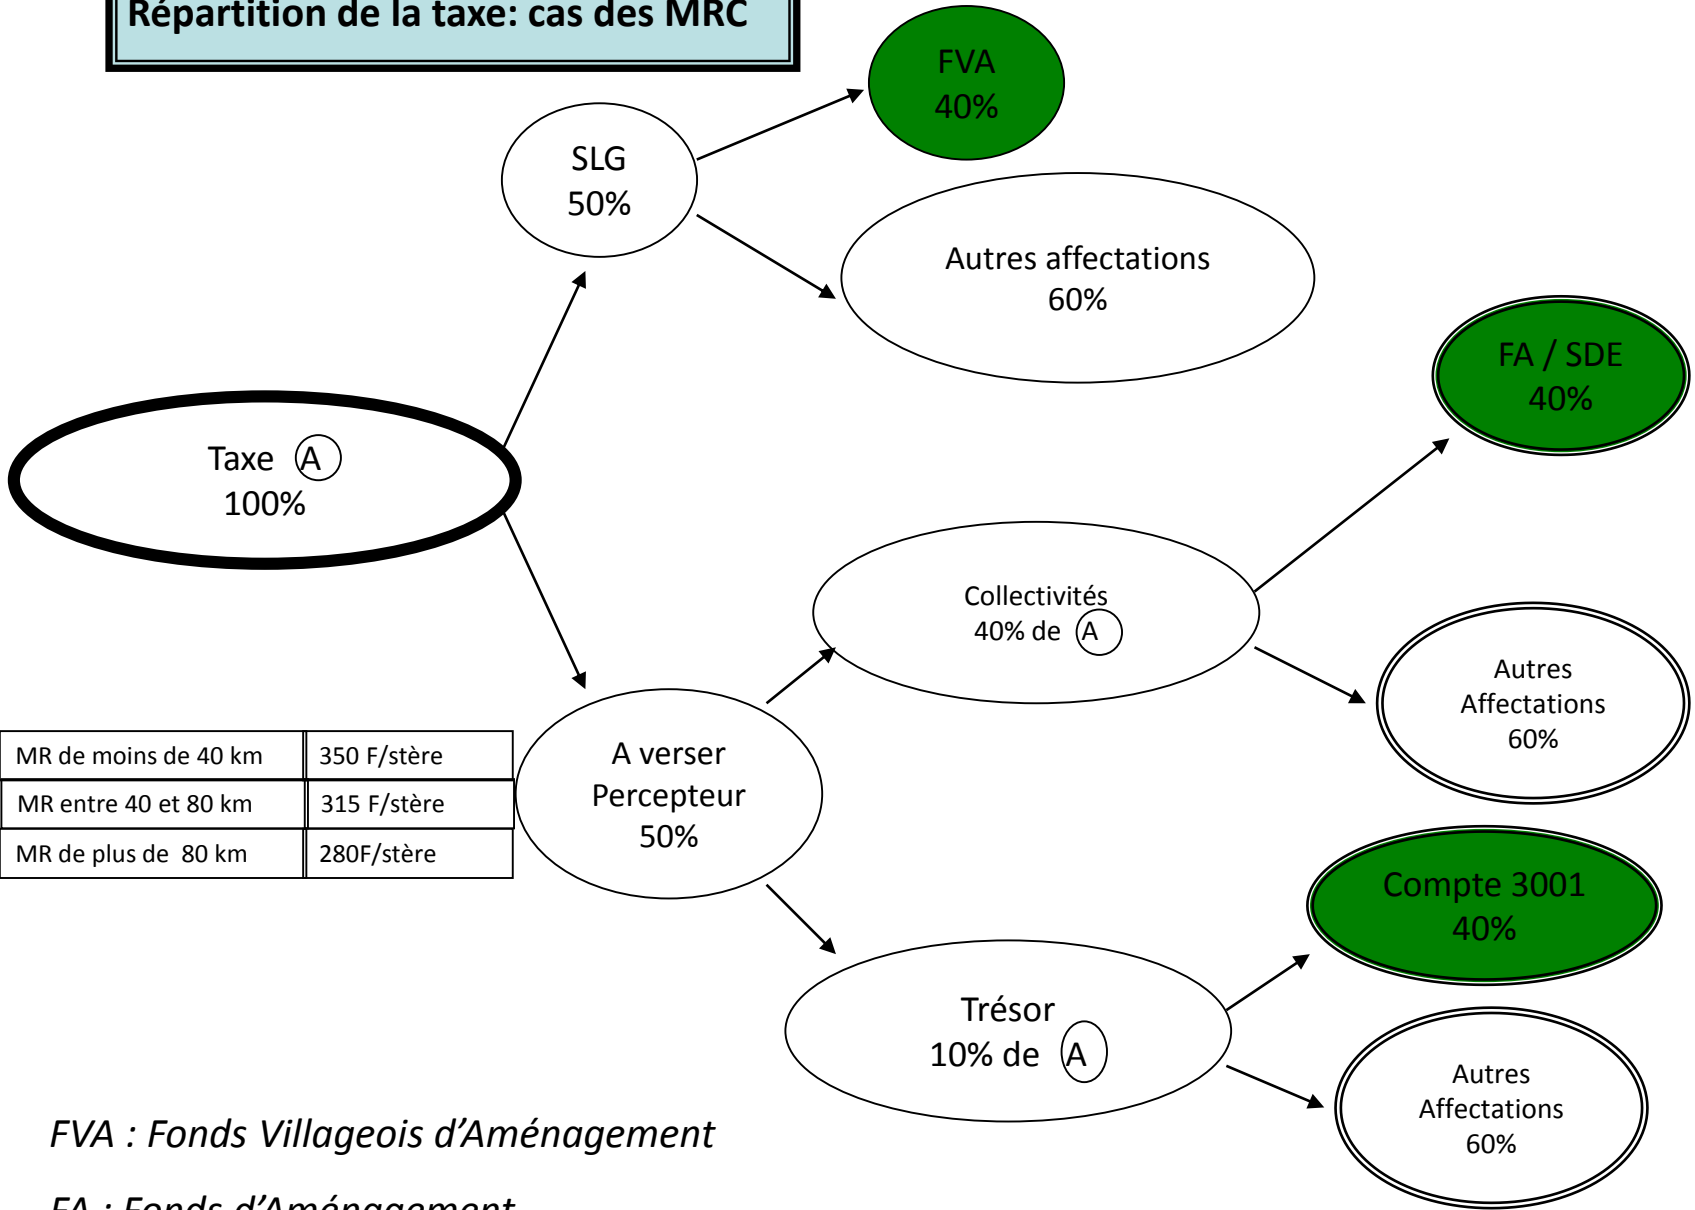 Répartition de la taxe: cas des MRC
FVA
40%
SLG
50%
Autres affectations
60%
FA / SDE
40%
Taxe A
100%
Collectivités
40% de A
Autres
Affectations
60%
MR de moins de 40 km 350 F/stère
MR entre 40 et 80 km 315 F/stère
MR de plus de 80 km 280F/stère
A verser
Percepteur
50%
Compte 3001
40%
Trésor
10% de A
Autres
Affectations
60%
FVA : Fonds Villageois d’Aménagement
FA : Fonds d’Aménagement